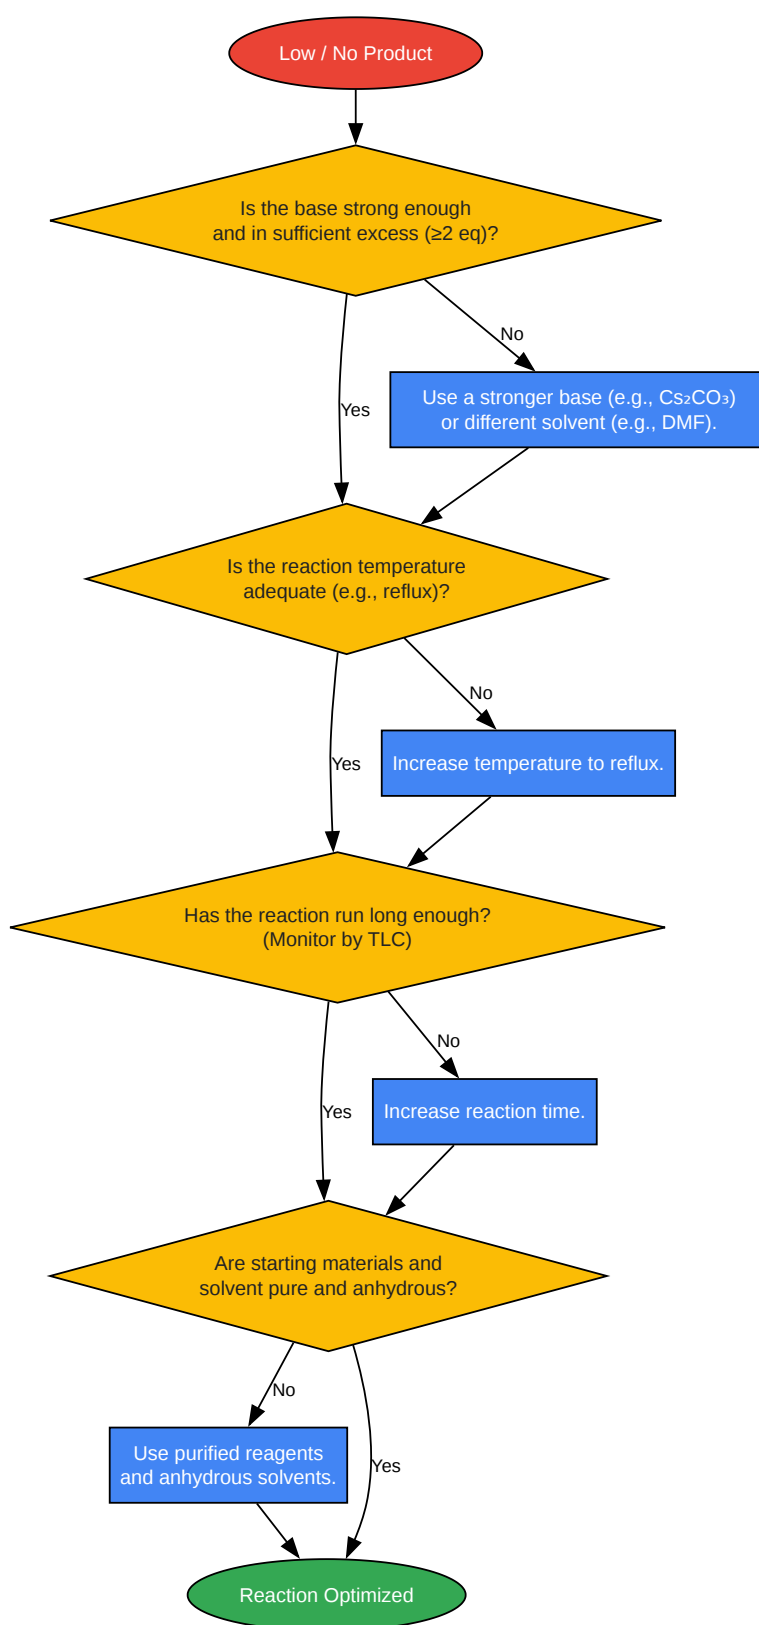 Low / No Product
Is the base strong enough
and in sufficient excess (≥2 eq)?
No
Use a stronger base (e.g., Cs₂CO₃)
or different solvent (e.g., DMF).
Yes
Is the reaction temperature
adequate (e.g., reflux)?
No
Increase temperature to reflux.
Yes
Has the reaction run long enough?
(Monitor by TLC)
No
Increase reaction time.
Yes
Are starting materials and
solvent pure and anhydrous?
No
Use purified reagents
and anhydrous solvents.
Yes
Reaction Optimized